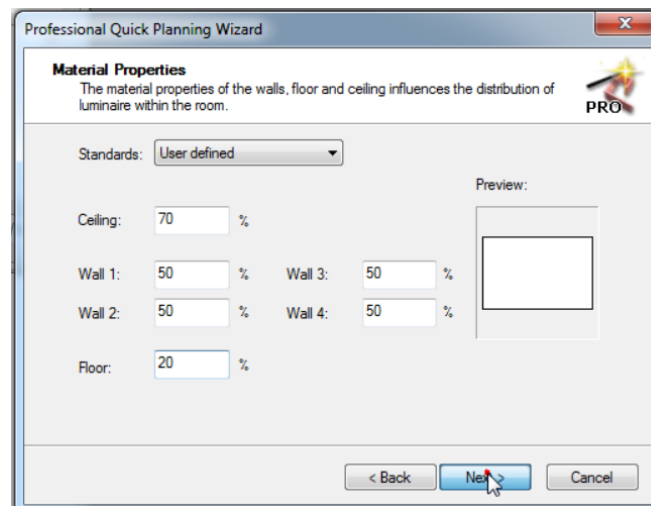 Professional Quick Planning Wizard
Material Properties
The material properties of the walls, floor and ceiling influences the distribution of
luminaire within the room.
PRO
Standards: User defined
Preview:
Ceiling: 70 %
Wall 1: 50 % Wall 3: 50 %
Wall 2: 50 % Wall 4: 50 %
Floor: 20 %
< Back Next > Cancel